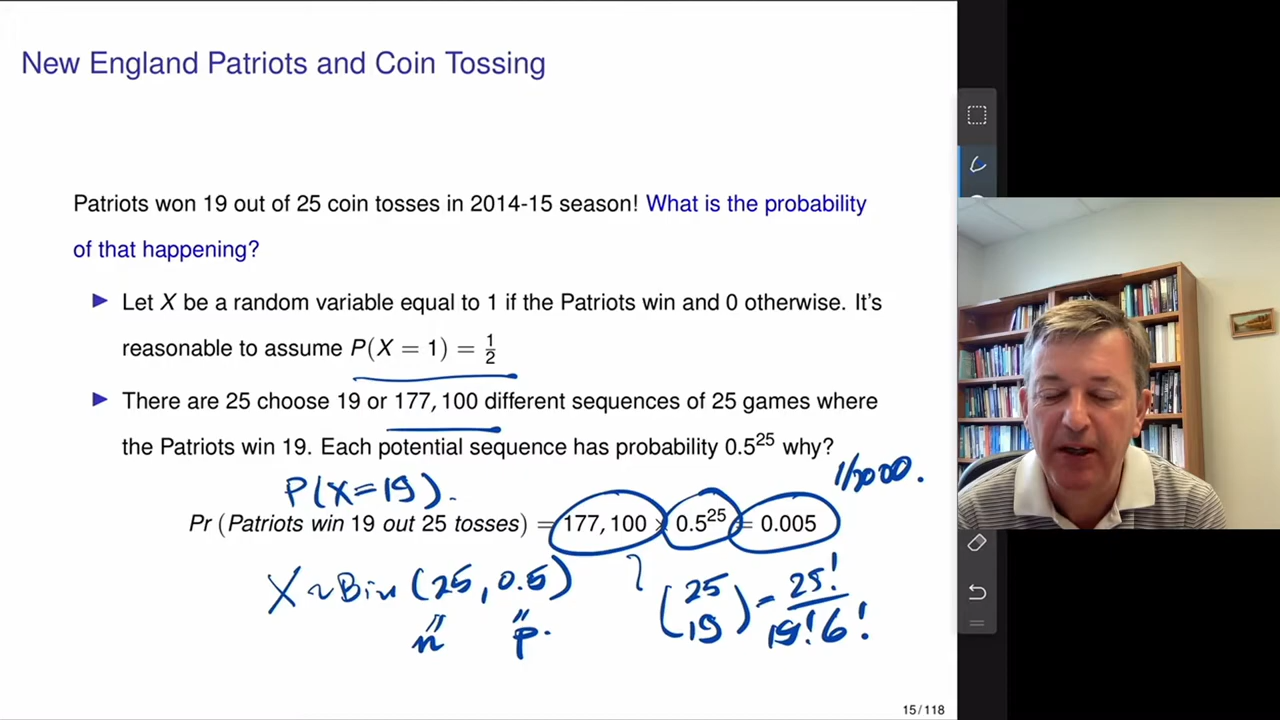 New England Patriots and Coin Tossing
Patriots won 19 out of 25 coin tosses in 2014-15 season! What is the probability
of that happening?
▶ Let X be a random variable equal to 1 if the Patriots win and 0 otherwise. It's
reasonable to assume P(X = 1) = 1/2
▶ There are 25 choose 19 or 177, 100 different sequences of 25 games where
the Patriots win 19. Each potential sequence has probability 0.5^25 why?
P(X=19).
Pr (Patriots win 19 out 25 tosses) = 177, 100 × 0.5^25 = 0.005
X ~ Bin (25, 0.5)
n
p.
(25 19) = 25! / 19! 6!
15 / 118